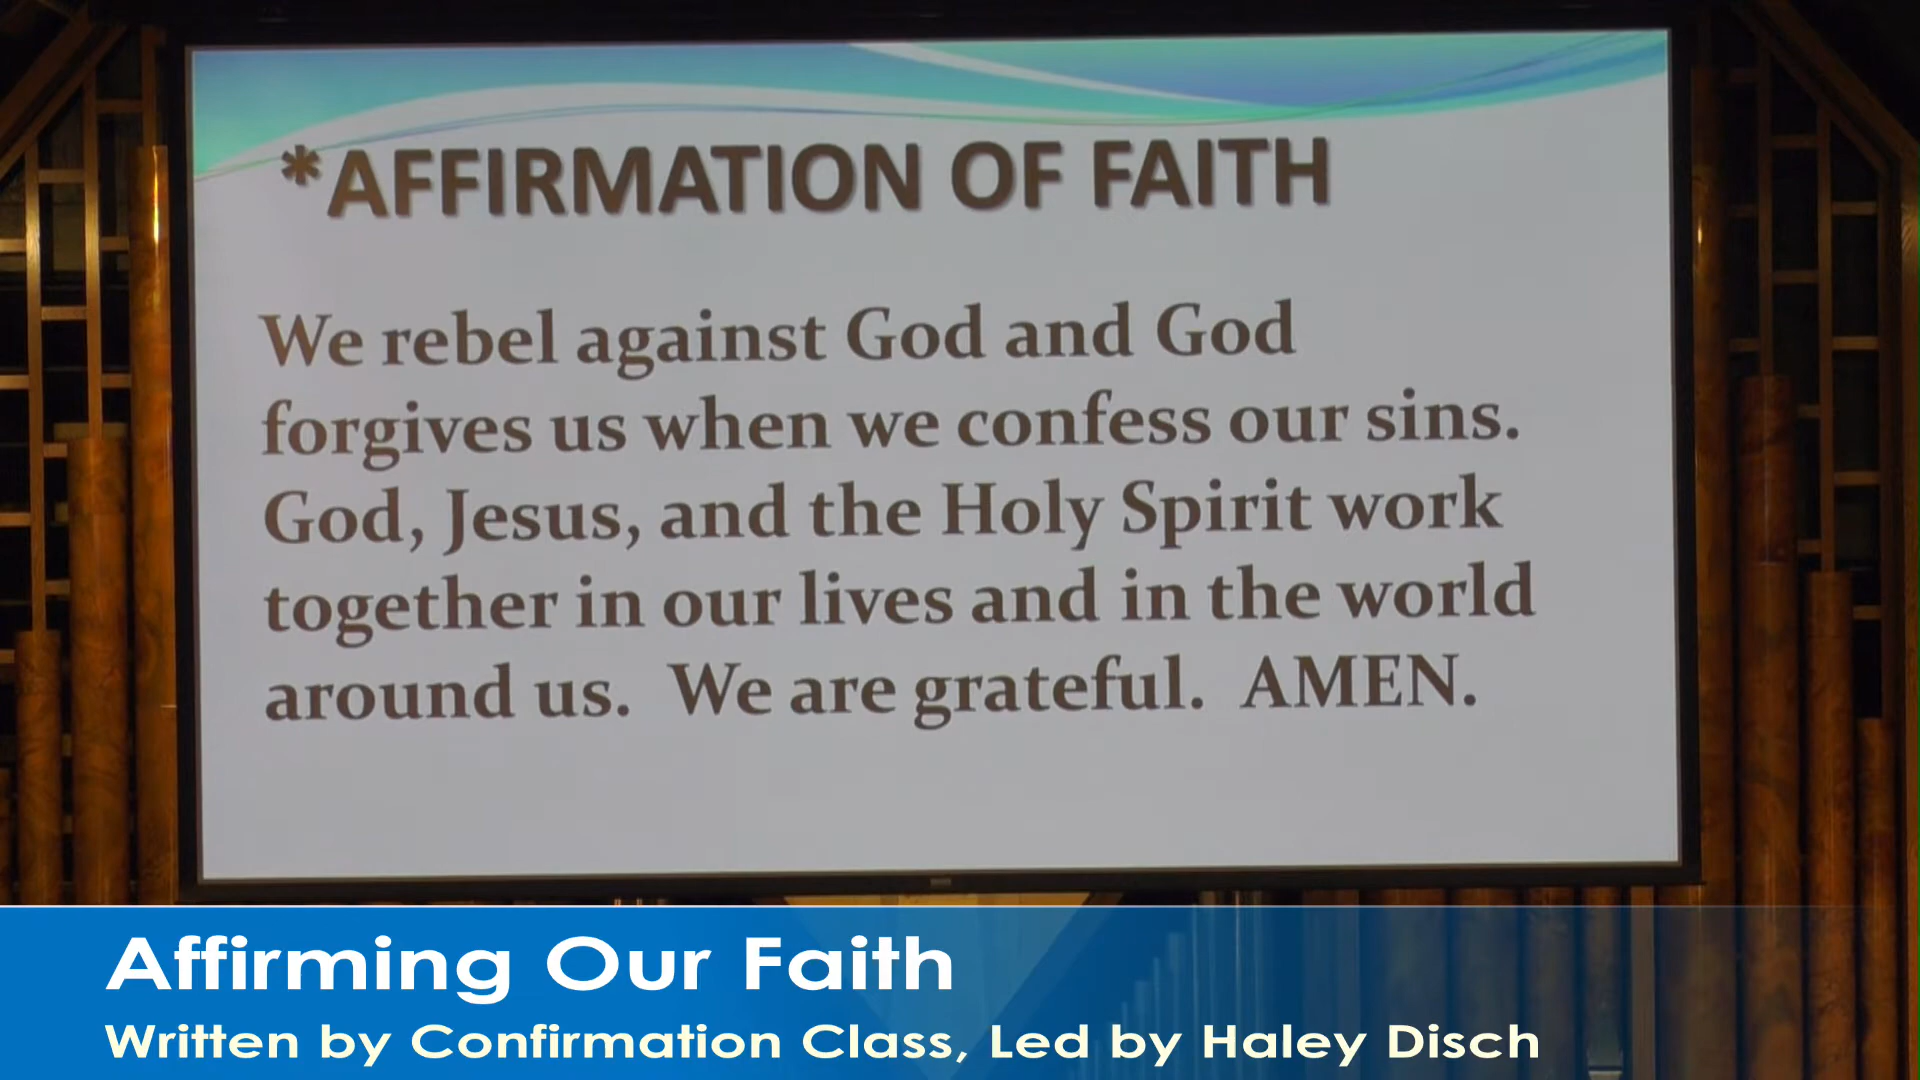 *AFFIRMATION OF FAITH
We rebel against God and God
forgives us when we confess our sins.
God, Jesus, and the Holy Spirit work
together in our lives and in the world
around us.  We are grateful.  AMEN.
Affirming Our Faith
Written by Confirmation Class, Led by Haley Disch